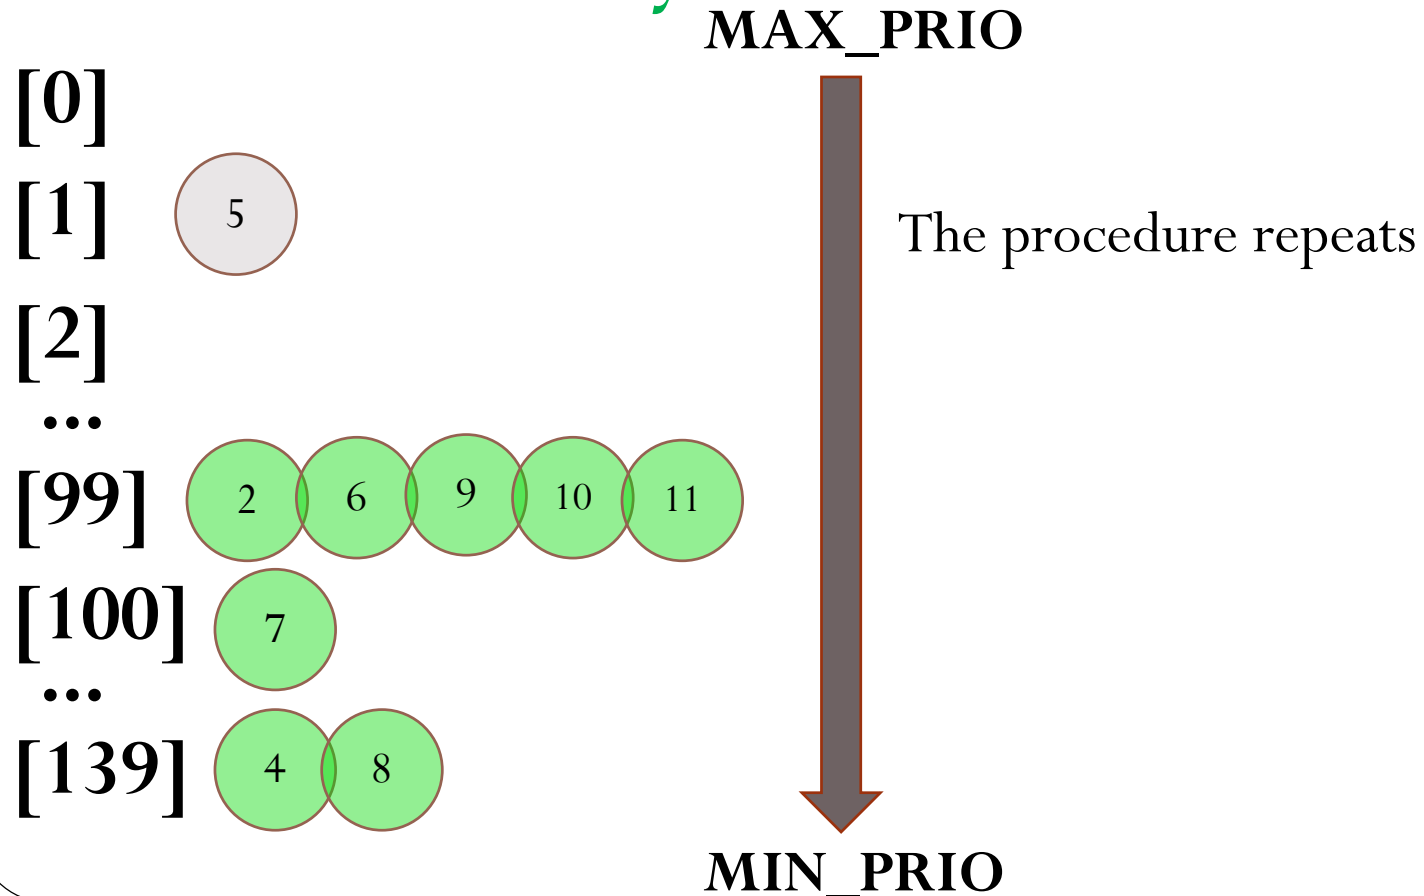 MAX_PRIO
[0]
[1] 5
The procedure repeats
[2]
...
[99] 2 6 9 10 11
[100] 7
...
[139] 4 8
MIN_PRIO